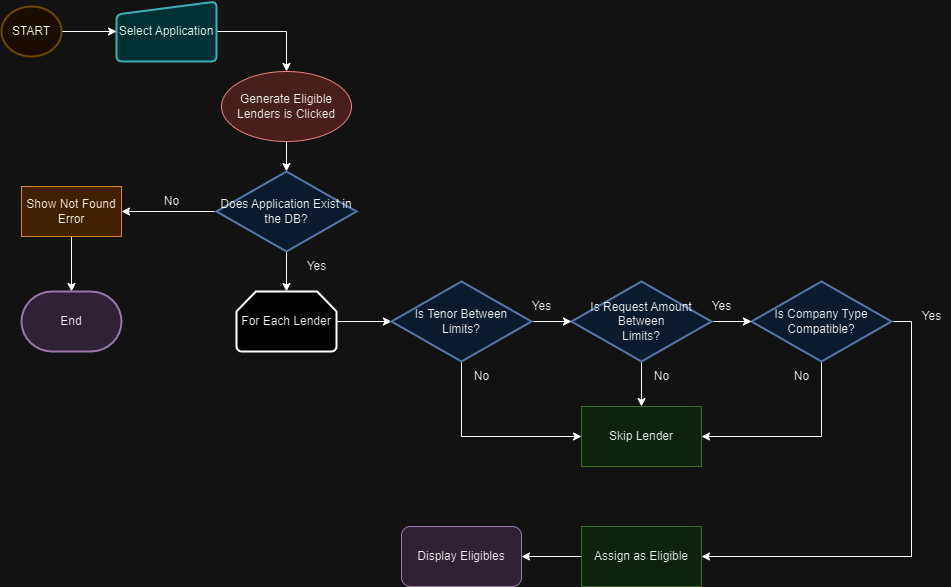 START
Select Application
Generate Eligible
Lenders is Clicked
Does Application Exist in
the DB?
No
Show Not Found
Error
End
Yes
For Each Lender
Is Tenor Between
Limits?
Yes
Is Request Amount
Between
Limits?
Yes
Is Company Type
Compatible?
Yes
No
No
No
Skip Lender
Assign as Eligible
Display Eligibles